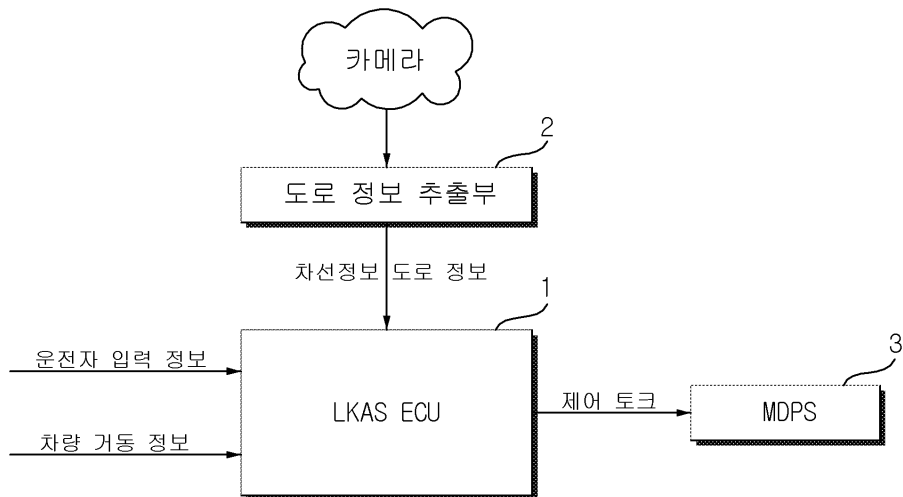 카메라
2
도로 정보 추출부
차선정보 도로 정보
1
운전자 입력 정보
LKAS ECU
차량 거동 정보
제어 토크
3
MDPS